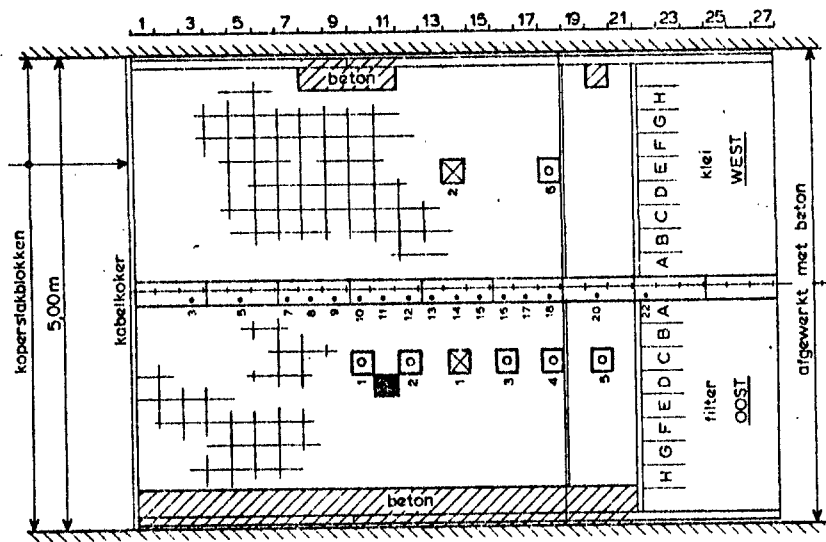 1 3 5 7 9 11 13 15 17 19 21 23 25 27
beton
H
G
F
E
D
C
B
A
klei
WEST
2
6
koperslakblokken
5,00m
kabelkoker
afgewerkt met beton
3 5 7 8 9 10 11 12 13 14 15 16 17 18 20 22
A
B
C
D
E
F
G
H
1 2 1 3 4 5
filter
OOST
beton